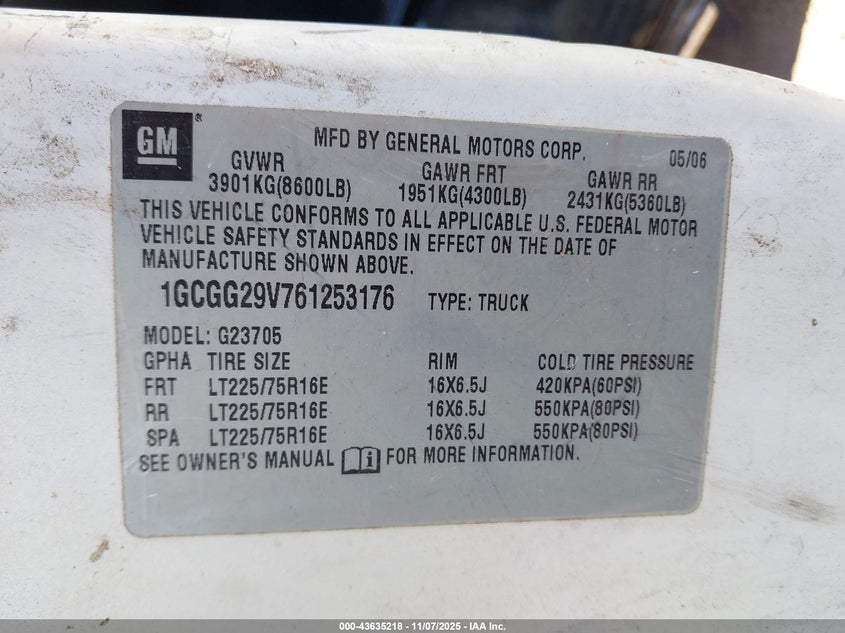 GM®
MFD BY GENERAL MOTORS CORP. 05/06
GVWR GAWR FRT GAWR RR
3901KG(8600LB) 1951KG(4300LB) 2431KG(5360LB)
THIS VEHICLE CONFORMS TO ALL APPLICABLE U.S. FEDERAL MOTOR
VEHICLE SAFETY STANDARDS IN EFFECT ON THE DATE OF
MANUFACTURE SHOWN ABOVE.
1GCGG29V761253176 TYPE: TRUCK
MODEL: G23705
GPHA TIRE SIZE RIM COLD TIRE PRESSURE
FRT LT225/75R16E 16X6.5J 420KPA(60PSI)
RR LT225/75R16E 16X6.5J 550KPA(80PSI)
SPA LT225/75R16E 16X6.5J 550KPA(80PSI)
SEE OWNER'S MANUAL i FOR MORE INFORMATION.
000-43635218 - 11/07/2025 - IAA Inc.